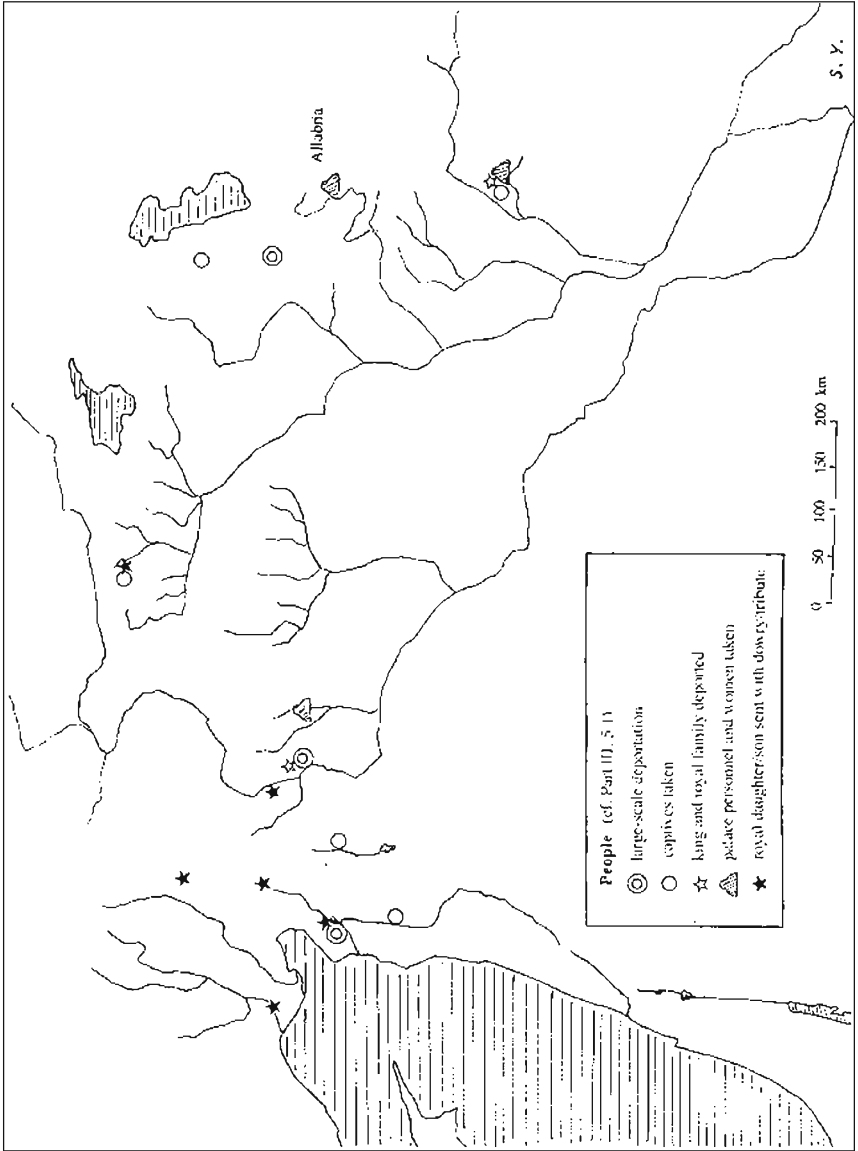 Allabria
S. Y.
People (cf. Part III, 5.1)
large-scale deportation
captives taken
king and royal family deported
palace personnel and women taken
royal daughter/son sent with dowry/tribute
0 50 100 150 200 km